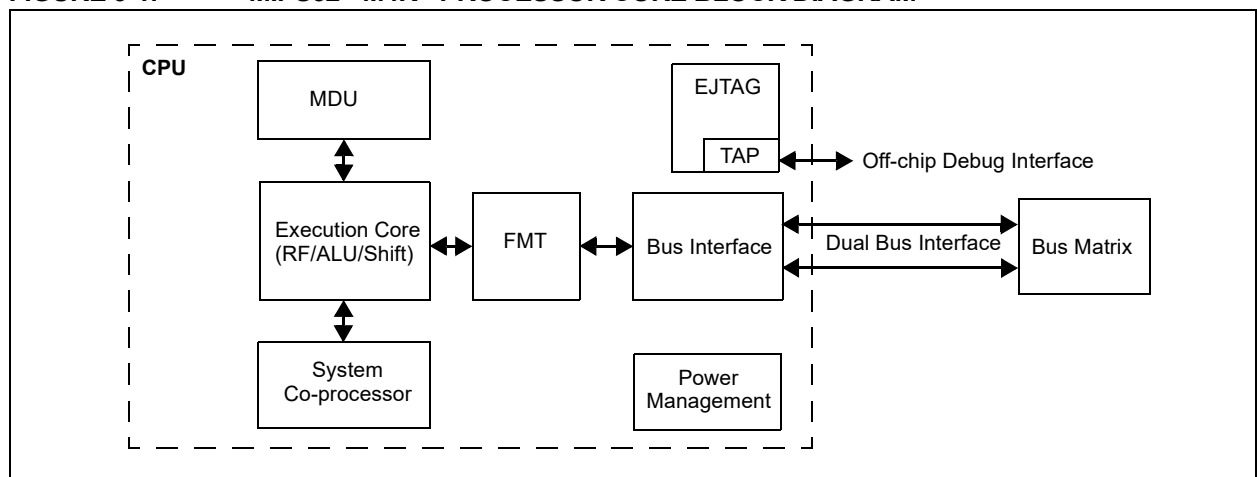 CPU
MDU
EJTAG
TAP
Off-chip Debug Interface
Execution Core
(RF/ALU/Shift)
FMT
Bus Interface
Dual Bus Interface
Bus Matrix
System
Co-processor
Power
Management